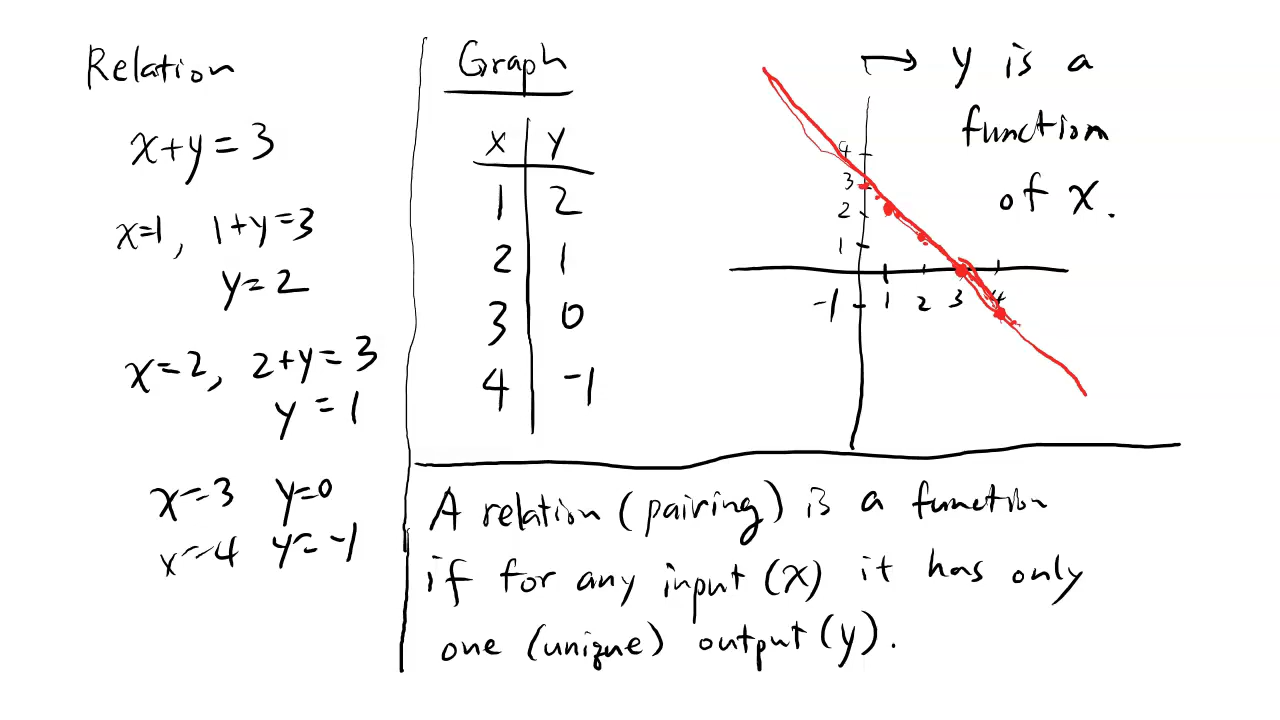 Relation
x+y=3
x=1, 1+y=3
y=2
x=2, 2+y=3
y=1
x=3 y=0
x=4 y=-1
Graph
x y
1 2
2 1
3 0
4 -1
4
3
2
1
-1 1 2 3 4
→ y is a
function
of x.
A relation (pairing) is a function
if for any input (x) it has only
one (unique) output (y).